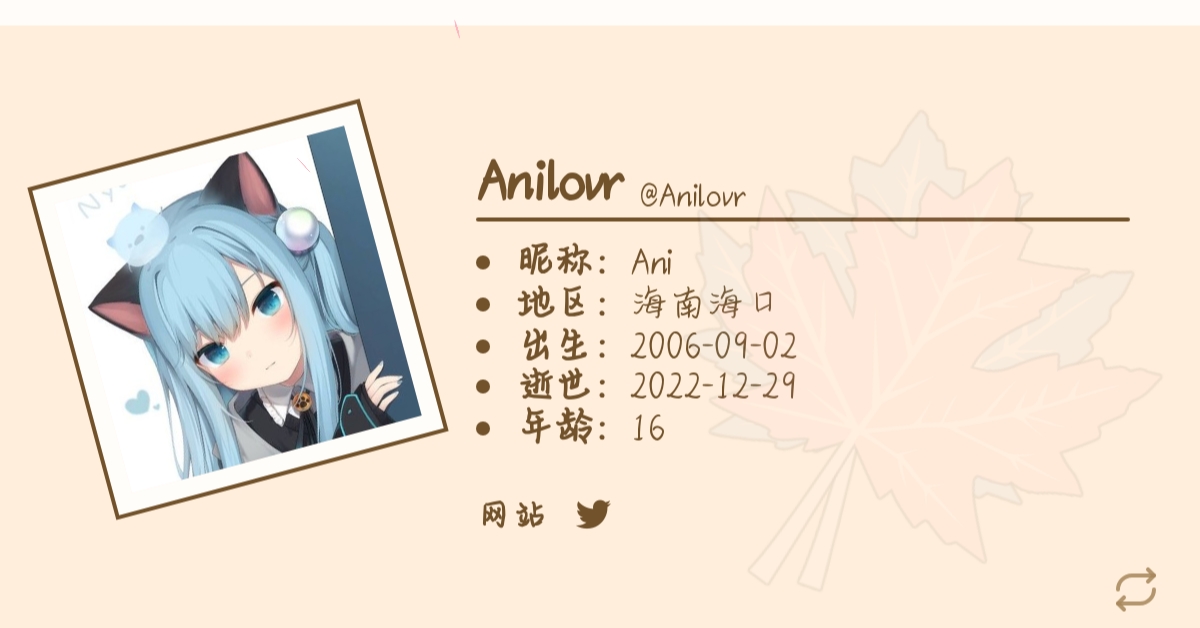 NY
Anilovr @Anilovr
昵称： Ani
地区： 海南海口
出生： 2006-09-02
逝世： 2022-12-29
年龄： 16
网站